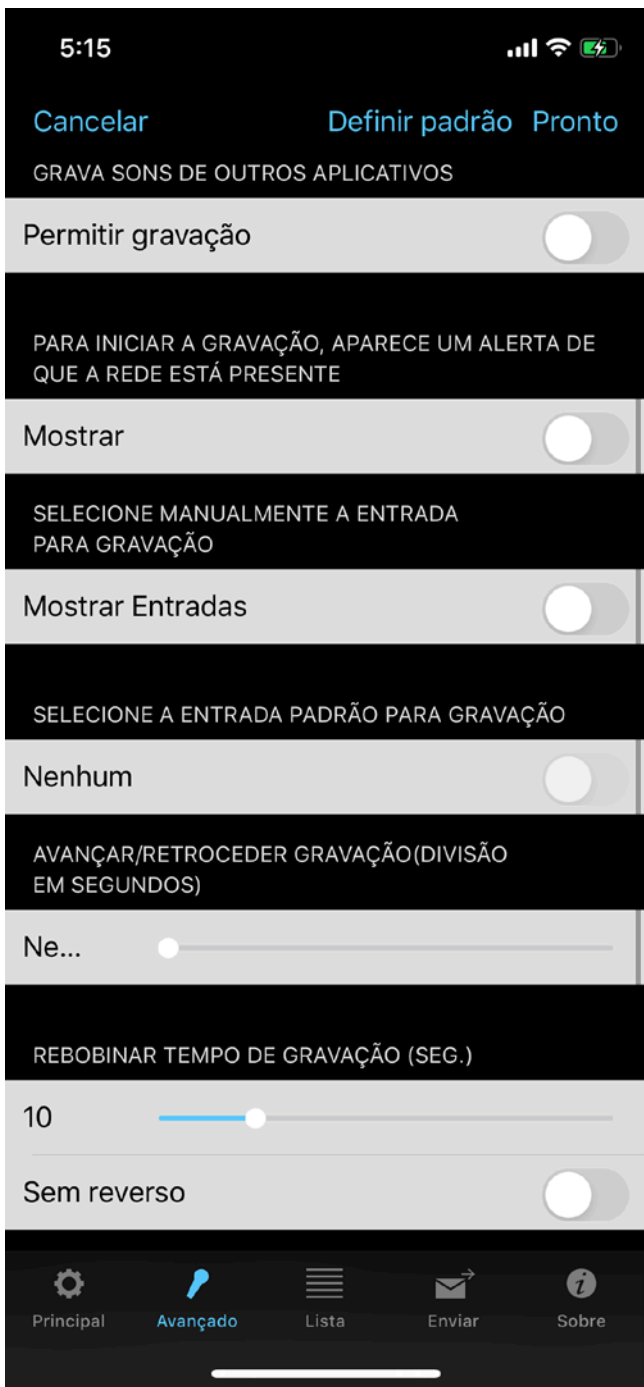 5:15
Cancelar Definir padrão Pronto
GRAVA SONS DE OUTROS APLICATIVOS
Permitir gravação
PARA INICIAR A GRAVAÇÃO, APARECE UM ALERTA DE
QUE A REDE ESTÁ PRESENTE
Mostrar
SELECIONE MANUALMENTE A ENTRADA
PARA GRAVAÇÃO
Mostrar Entradas
SELECIONE A ENTRADA PADRÃO PARA GRAVAÇÃO
Nenhum
AVANÇAR/RETROCEDER GRAVAÇÃO(DIVISÃO
EM SEGUNDOS)
Ne...
REBOBINAR TEMPO DE GRAVAÇÃO (SEG.)
10
Sem reverso
Principal Avançado Lista Enviar Sobre